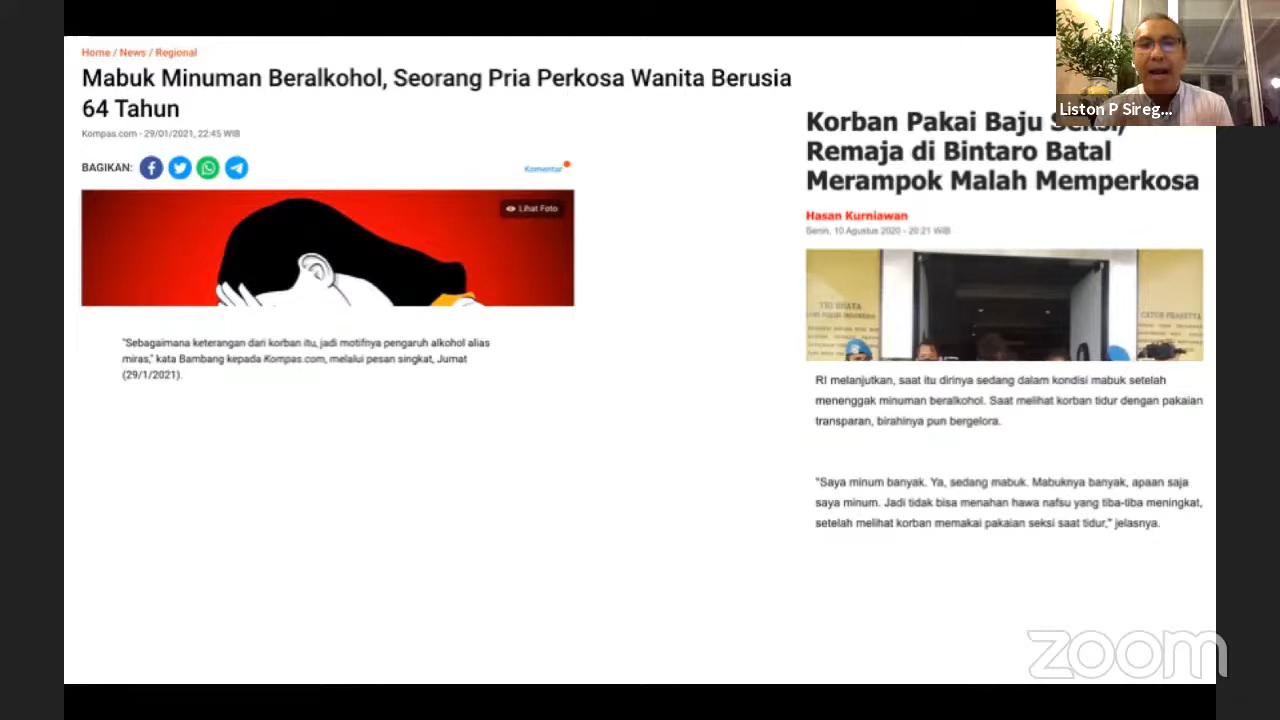 Home / News / Regional
Mabuk Minuman Beralkohol, Seorang Pria Perkosa Wanita Berusia
64 Tahun
Kompas.com - 29/01/2021, 22:45 WIB
BAGIKAN:
Komentar
Lihat Foto
"Sebagaimana keterangan dari korban itu, jadi motifnya pengaruh alkohol alias
miras," kata Bambang kepada Kompas.com, melalui pesan singkat, Jumat
(29/1/2021).
Liston P Sireg...
Korban Pakai Baju Seksi,
Remaja di Bintaro Batal
Merampok Malah Memperkosa
Hasan Kurniawan
Senin, 10 Agustus 2020 - 20:21 WIB
TRI BRATA
CATUR PRASETYA
RI melanjutkan, saat itu dirinya sedang dalam kondisi mabuk setelah
menenggak minuman beralkohol. Saat melihat korban tidur dengan pakaian
transparan, birahinya pun bergelora.
"Saya minum banyak. Ya, sedang mabuk. Mabuknya banyak, apaan saja
saya minum. Jadi tidak bisa menahan hawa nafsu yang tiba-tiba meningkat,
setelah melihat korban memakai pakaian seksi saat tidur," jelasnya.
zoom